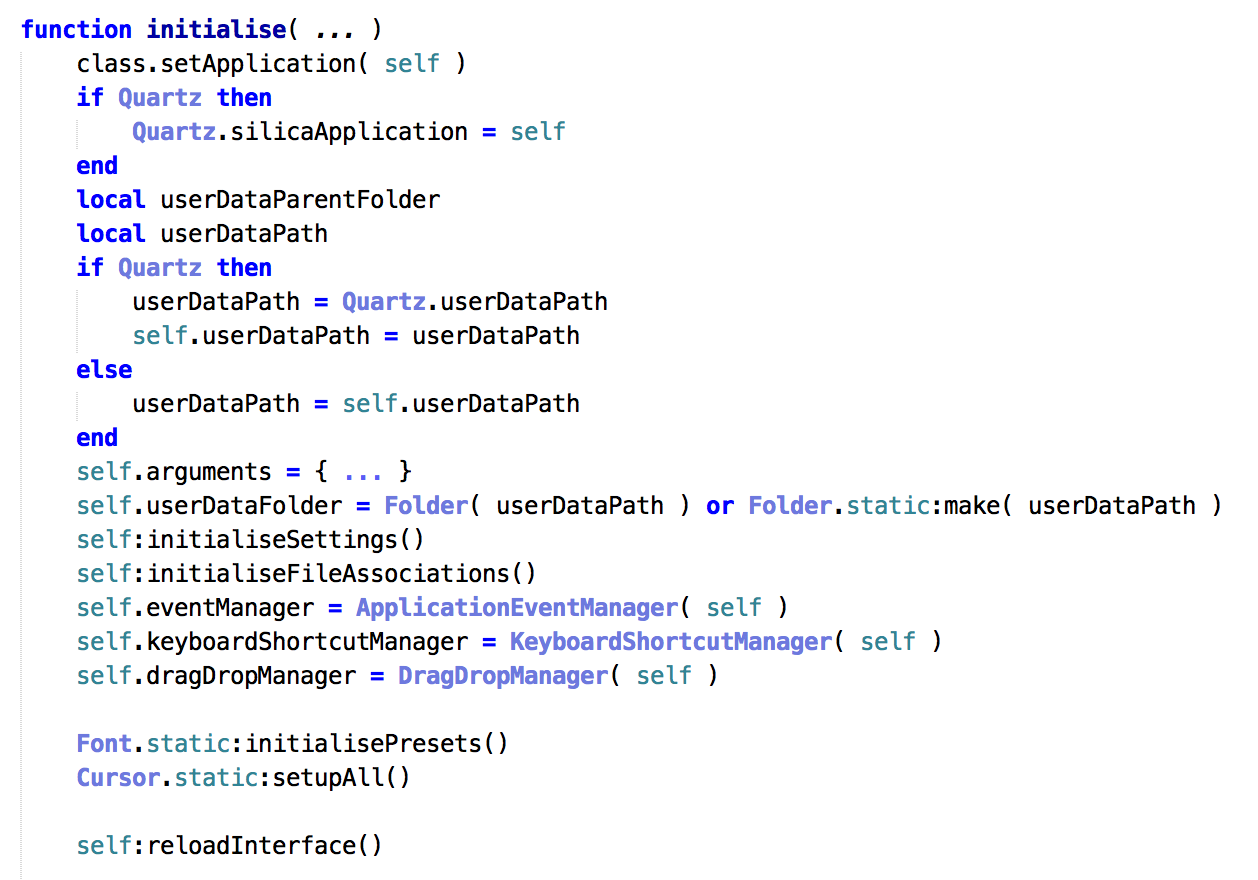 function initialise( ... )
    class.setApplication( self )
    if Quartz then
        Quartz.silicaApplication = self
    end
    local userDataParentFolder
    local userDataPath
    if Quartz then
        userDataPath = Quartz.userDataPath
        self.userDataPath = userDataPath
    else
        userDataPath = self.userDataPath
    end
    self.arguments = { ... }
    self.userDataFolder = Folder( userDataPath ) or Folder.static:make( userDataPath )
    self:initialiseSettings()
    self:initialiseFileAssociations()
    self.eventManager = ApplicationEventManager( self )
    self.keyboardShortcutManager = KeyboardShortcutManager( self )
    self.dragDropManager = DragDropManager( self )

    Font.static:initialisePresets()
    Cursor.static:setupAll()

    self:reloadInterface()